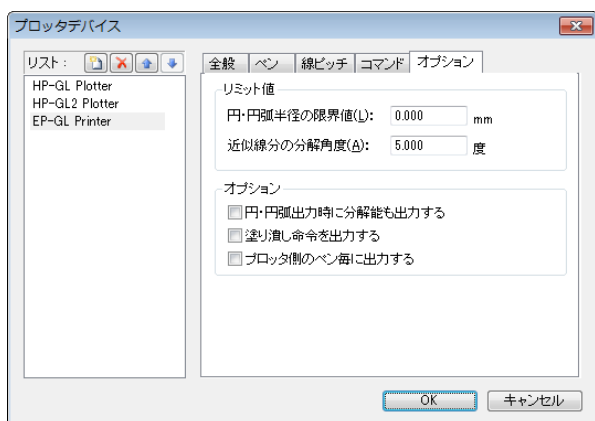 プロッタデバイス
リスト:
HP-GL Plotter
HP-GL2 Plotter
EP-GL Printer
全般 ペン 線ピッチ コマンド オプション
リミット値
円・円弧半径の限界値(L): 0.000 mm
近似線分の分解角度(A): 5.000 度
オプション
円・円弧出力時に分解能も出力する
塗り潰し命令を出力する
プロッタ側のペン毎に出力する
OK キャンセル